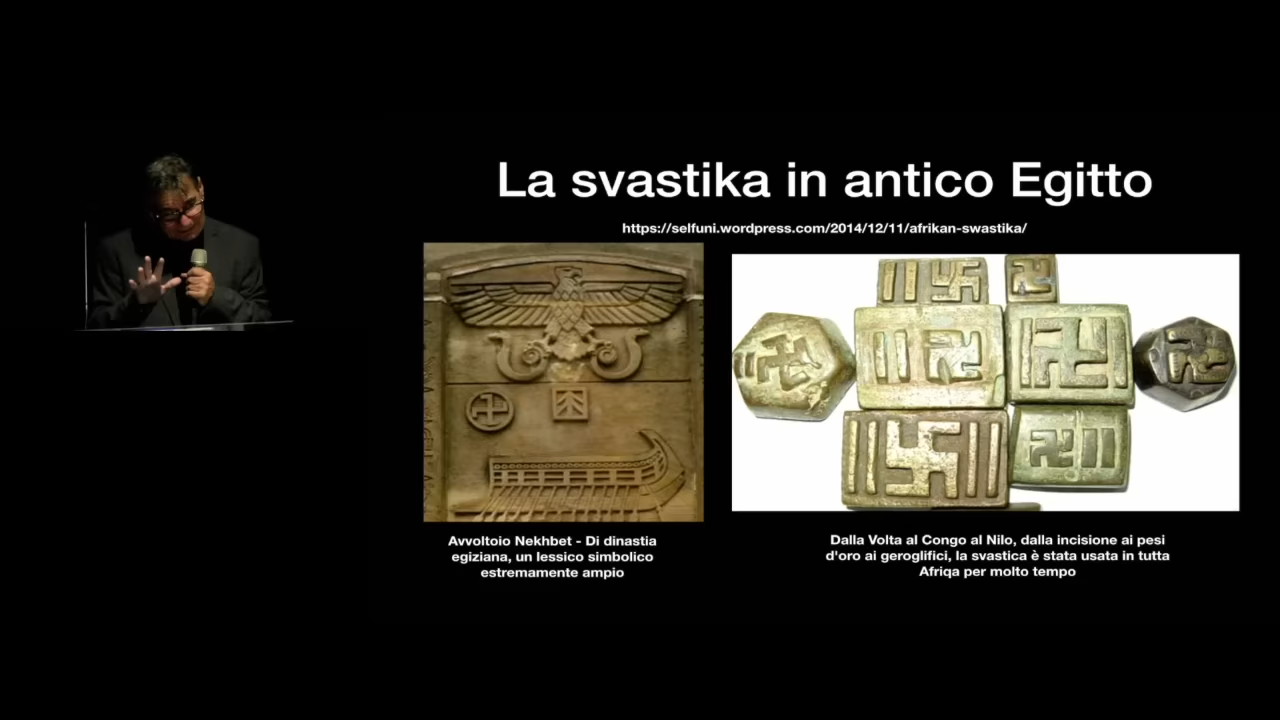 La svastika in antico Egitto
https://selfuni.wordpress.com/2014/12/11/afrikan-swastika/
Avvoltoio Nekhbet - Di dinastia
egiziana, un lessico simbolico
estremamente ampio
Dalla Volta al Congo al Nilo, dalla incisione ai pesi
d'oro ai geroglifici, la svastica è stata usata in tutta
Afriqa per molto tempo